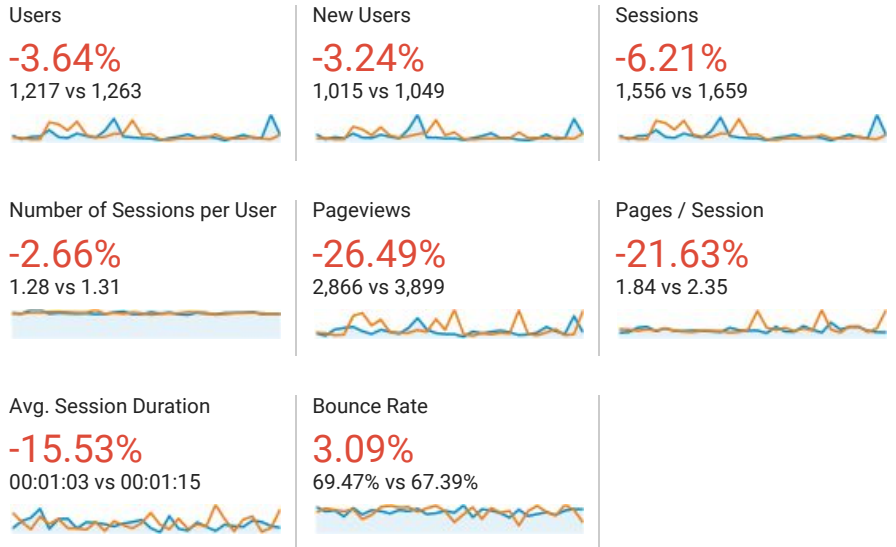 Users
-3.64%
1,217 vs 1,263
New Users
-3.24%
1,015 vs 1,049
Sessions
-6.21%
1,556 vs 1,659
Number of Sessions per User
-2.66%
1.28 vs 1.31
Pageviews
-26.49%
2,866 vs 3,899
Pages / Session
-21.63%
1.84 vs 2.35
Avg. Session Duration
-15.53%
00:01:03 vs 00:01:15
Bounce Rate
3.09%
69.47% vs 67.39%